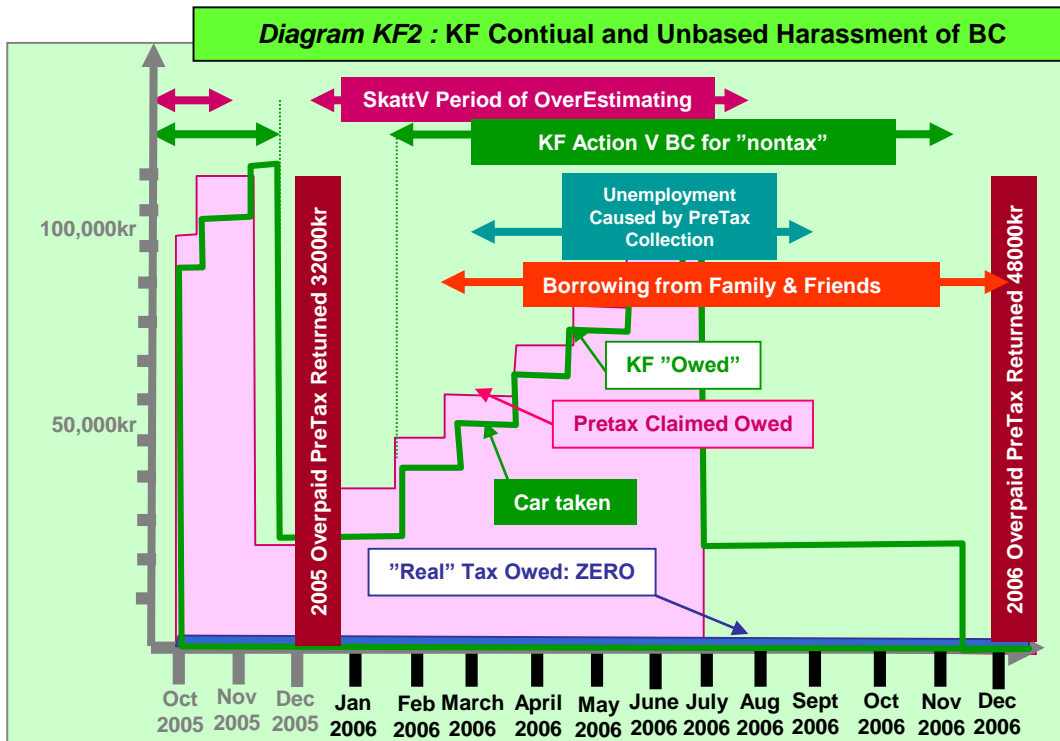 Diagram KF2 : KF Contiual and Unbased Harassment of BC
SkattV Period of OverEstimating
KF Action V BC for ”nontax”
Unemployment
Caused by PreTax
Collection
Borrowing from Family & Friends
100,000kr
50,000kr
2005 Overpaid PreTax Returned 32000kr
2006 Overpaid PreTax Returned 48000kr
KF ”Owed”
Pretax Claimed Owed
Car taken
”Real” Tax Owed: ZERO
Oct
2005
Nov
2005
Dec
2005
Jan
2006
Feb
2006
March
2006
April
2006
May
2006
June
2006
July
2006
Aug
2006
Sept
2006
Oct
2006
Nov
2006
Dec
2006